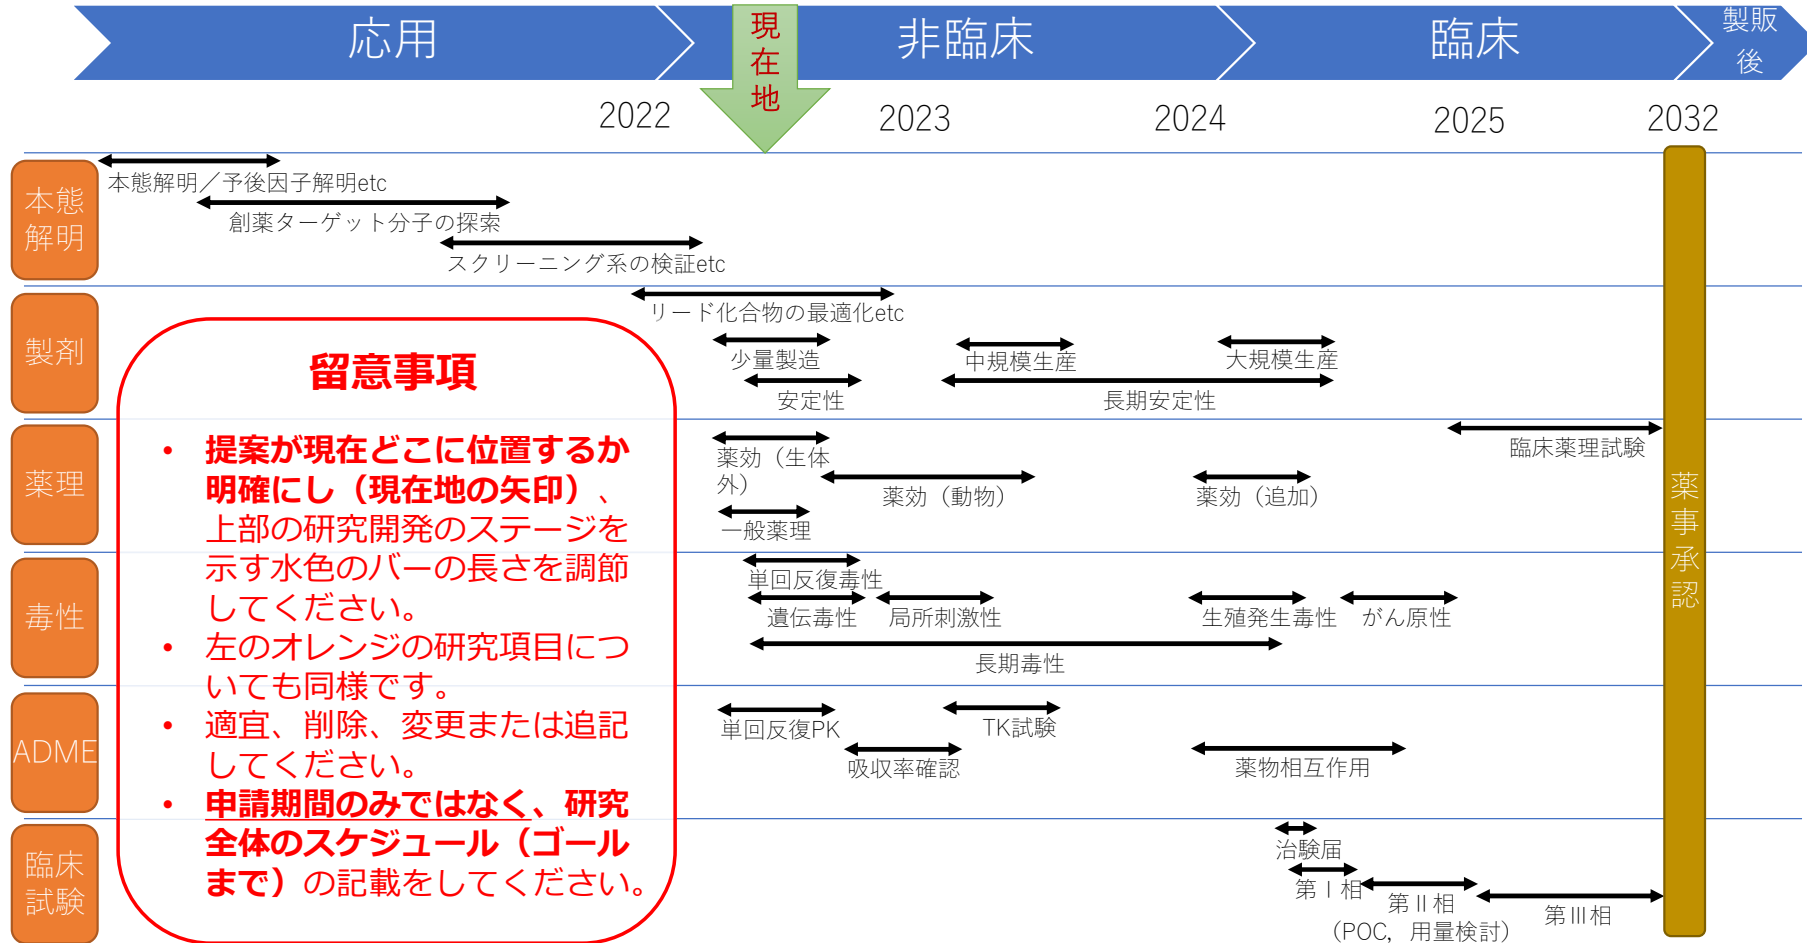 応用
現在地
非臨床
臨床
製販
後
2022
2023
2024
2025
2032
本態
解明
本態解明／予後因子解明etc
創薬ターゲット分子の探索
スクリーニング系の検証etc
製剤
リード化合物の最適化etc
少量製造
中規模生産
大規模生産
安定性
長期安定性
薬理
薬効（生体
外）
薬効（動物）
薬効（追加）
臨床薬理試験
一般薬理
毒性
単回反復毒性
遺伝毒性
局所刺激性
生殖発生毒性
がん原性
長期毒性
ADME
単回反復PK
TK試験
吸収率確認
薬物相互作用
臨床
試験
治験届
第Ⅰ相
第Ⅱ相
(POC，用量検討)
第Ⅲ相
薬事承認
留意事項
• 提案が現在どこに位置するか
明確にし（現在地の矢印）、
上部の研究開発のステージを
示す水色のバーの長さを調節
してください。
• 左のオレンジの研究項目につ
いても同様です。
• 適宜、削除、変更または追記
してください。
• 申請期間のみではなく、研究
全体のスケジュール（ゴール
まで）の記載をしてください。